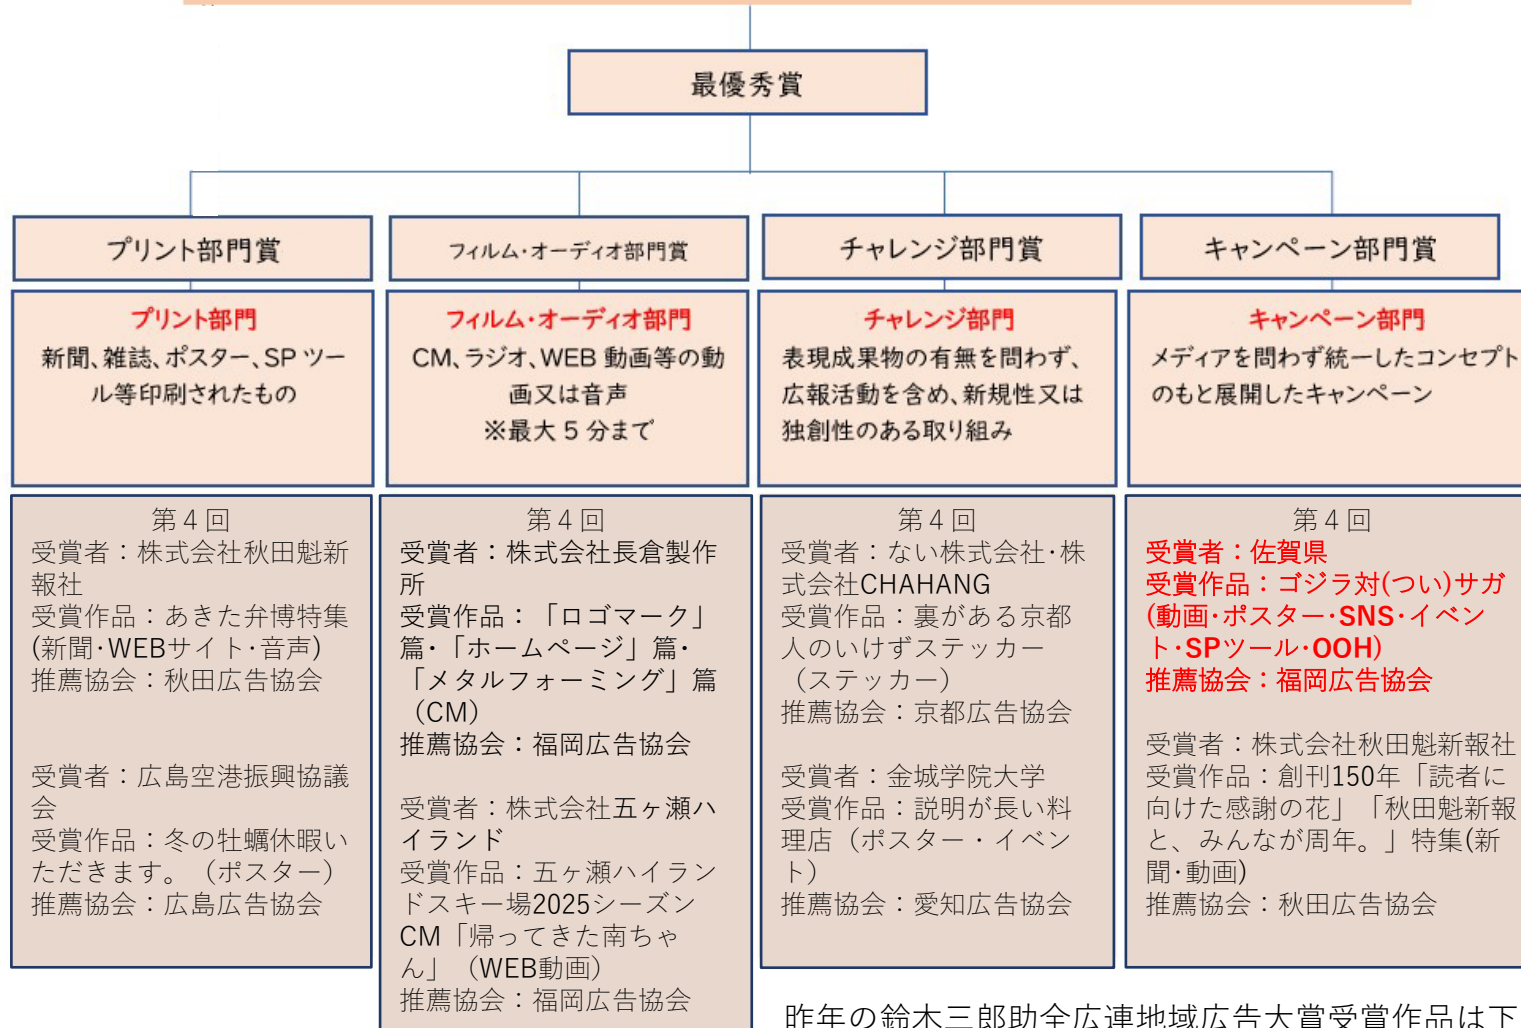 最優秀賞
プリント部門賞
プリント部門
新聞、雑誌、ポスター、SP ツー
ル等印刷されたもの
第４回
受賞者：株式会社秋田魁新
報社
受賞作品：あきた弁博特集
(新聞･WEBサイト･音声)
推薦協会：秋田広告協会
受賞者：広島空港振興協議
会
受賞作品：冬の牡蠣休暇い
ただきます。（ポスター）
推薦協会：広島広告協会
フィルム・オーディオ部門賞
フィルム・オーディオ部門
CM、ラジオ、WEB 動画等の動
画又は音声
※最大 5 分まで
第４回
受賞者：株式会社長倉製作
所
受賞作品：「ロゴマーク」
篇･「ホームページ」篇･
「メタルフォーミング」篇
（CM）
推薦協会：福岡広告協会
受賞者：株式会社五ヶ瀬ハ
イランド
受賞作品：五ヶ瀬ハイラン
ドスキー場2025シーズン
CM「帰ってきた南ちゃ
ん」（WEB動画）
推薦協会：福岡広告協会
チャレンジ部門賞
チャレンジ部門
表現成果物の有無を問わず、
広報活動を含め、新規性又は
独創性のある取り組み
第４回
受賞者：ない株式会社･株
式会社CHAHANG
受賞作品：裏がある京都
人のいけずステッカー
（ステッカー）
推薦協会：京都広告協会
受賞者：金城学院大学
受賞作品：説明が長い料
理店（ポスター・イベン
ト）
推薦協会：愛知広告協会
キャンペーン部門賞
キャンペーン部門
メディアを問わず統一したコンセプト
のもと展開したキャンペーン
第４回
受賞者：佐賀県
受賞作品：ゴジラ対(つい)サガ
(動画･ポスター･SNS･イベン
ト･SPツール･OOH)
推薦協会：福岡広告協会
受賞者：株式会社秋田魁新報社
受賞作品：創刊150年「読者に
向けた感謝の花」「秋田魁新報
と、みんなが周年。」特集(新
聞･動画)
推薦協会：秋田広告協会
昨年の鈴木三郎助全広連地域広告大賞受賞作品は下